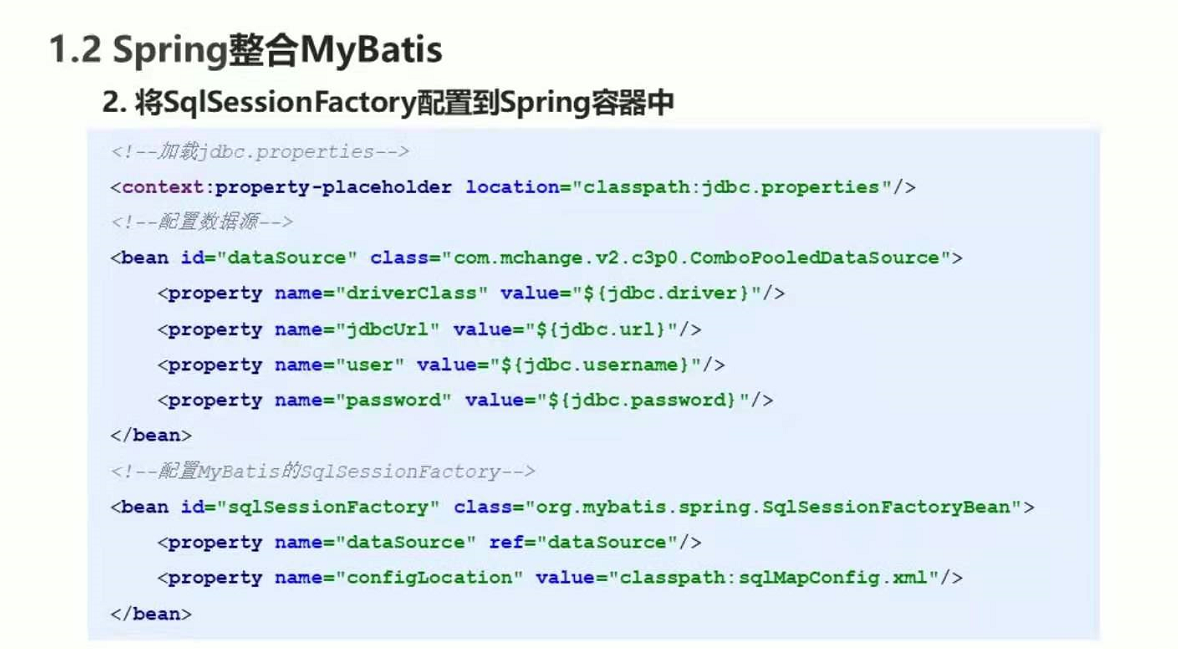 1.2 Spring整合MyBatis
2. 将SqlSessionFactory配置到Spring容器中
<!--加载jdbc.properties-->
<context:property-placeholder location="classpath:jdbc.properties"/>
<!--配置数据源-->
<bean id="dataSource" class="com.mchange.v2.c3p0.ComboPooledDataSource">
    <property name="driverClass" value="${jdbc.driver}"/>
    <property name="jdbcUrl" value="${jdbc.url}"/>
    <property name="user" value="${jdbc.username}"/>
    <property name="password" value="${jdbc.password}"/>
</bean>
<!--配置MyBatis的SqlSessionFactory-->
<bean id="sqlSessionFactory" class="org.mybatis.spring.SqlSessionFactoryBean">
    <property name="dataSource" ref="dataSource"/>
    <property name="configLocation" value="classpath:sqlMapConfig.xml"/>
</bean>